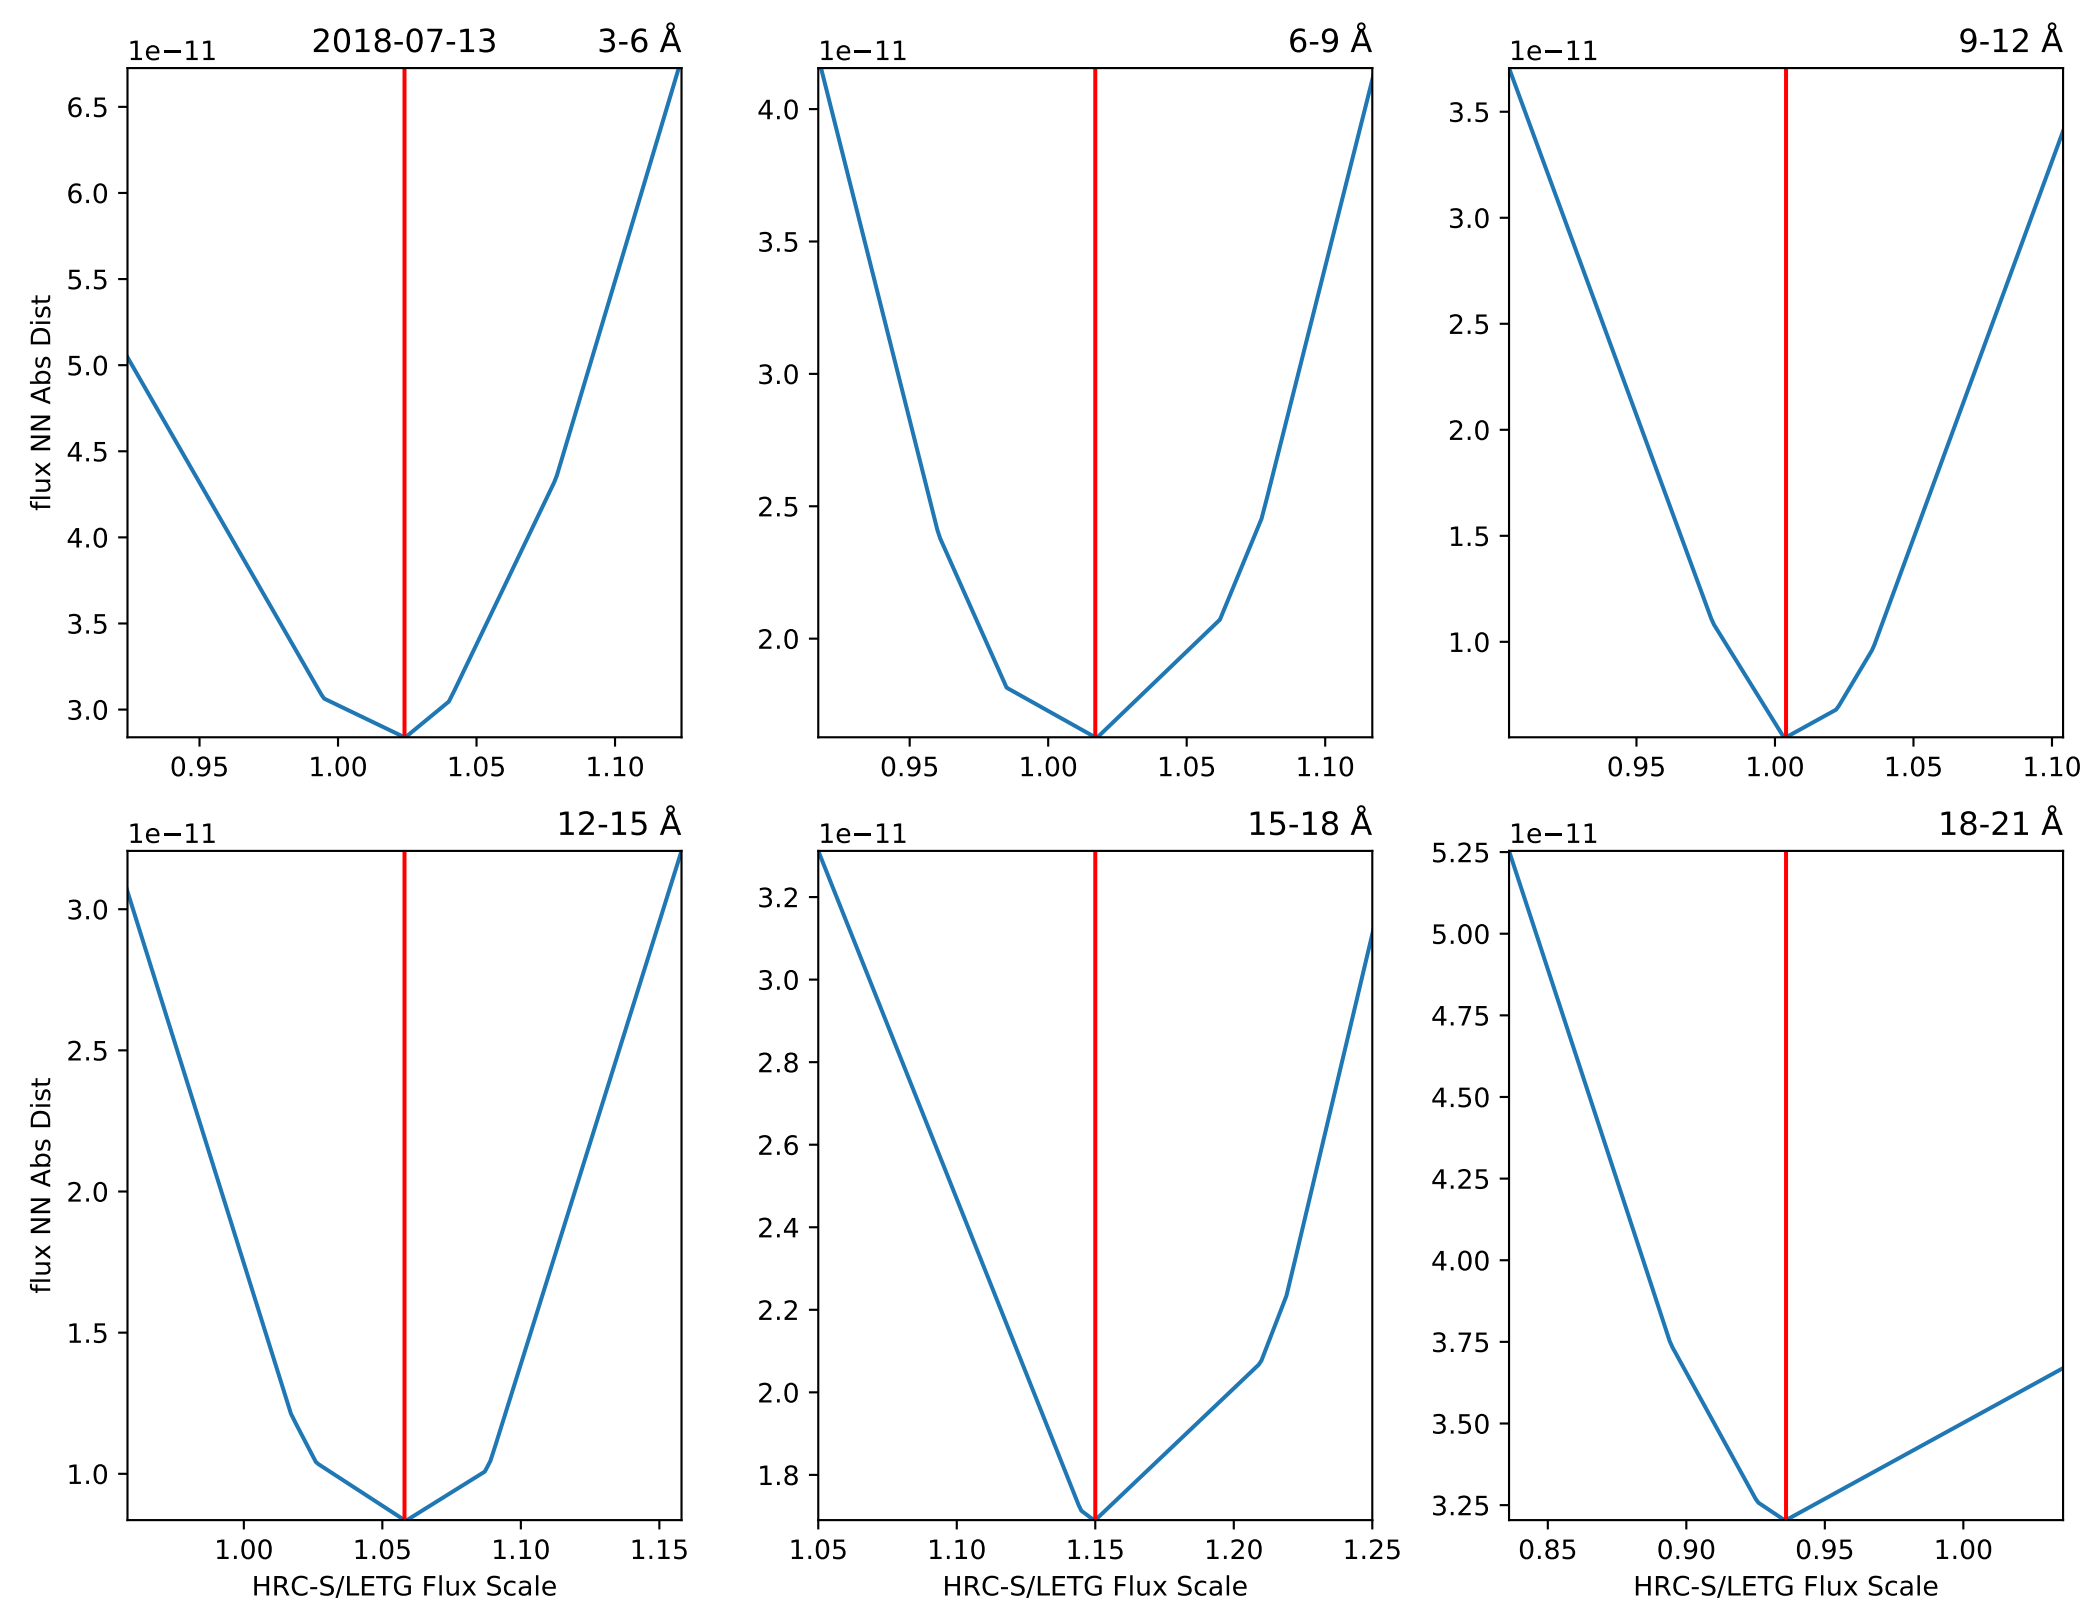 1e−11 2018-07-13 3-6 Å
6.5
6.0
5.5
5.0
4.5
4.0
3.5
3.0
flux NN Abs Dist
0.95 1.00 1.05 1.10
1e−11 6-9 Å
4.0
3.5
3.0
2.5
2.0
0.95 1.00 1.05 1.10
1e−11 9-12 Å
3.5
3.0
2.5
2.0
1.5
1.0
0.95 1.00 1.05 1.10
1e−11 12-15 Å
3.0
2.5
2.0
1.5
1.0
flux NN Abs Dist
1.00 1.05 1.10 1.15
HRC-S/LETG Flux Scale
1e−11 15-18 Å
3.2
3.0
2.8
2.6
2.4
2.2
2.0
1.8
1.05 1.10 1.15 1.20 1.25
HRC-S/LETG Flux Scale
1e−11 18-21 Å
5.25
5.00
4.75
4.50
4.25
4.00
3.75
3.50
3.25
0.85 0.90 0.95 1.00
HRC-S/LETG Flux Scale